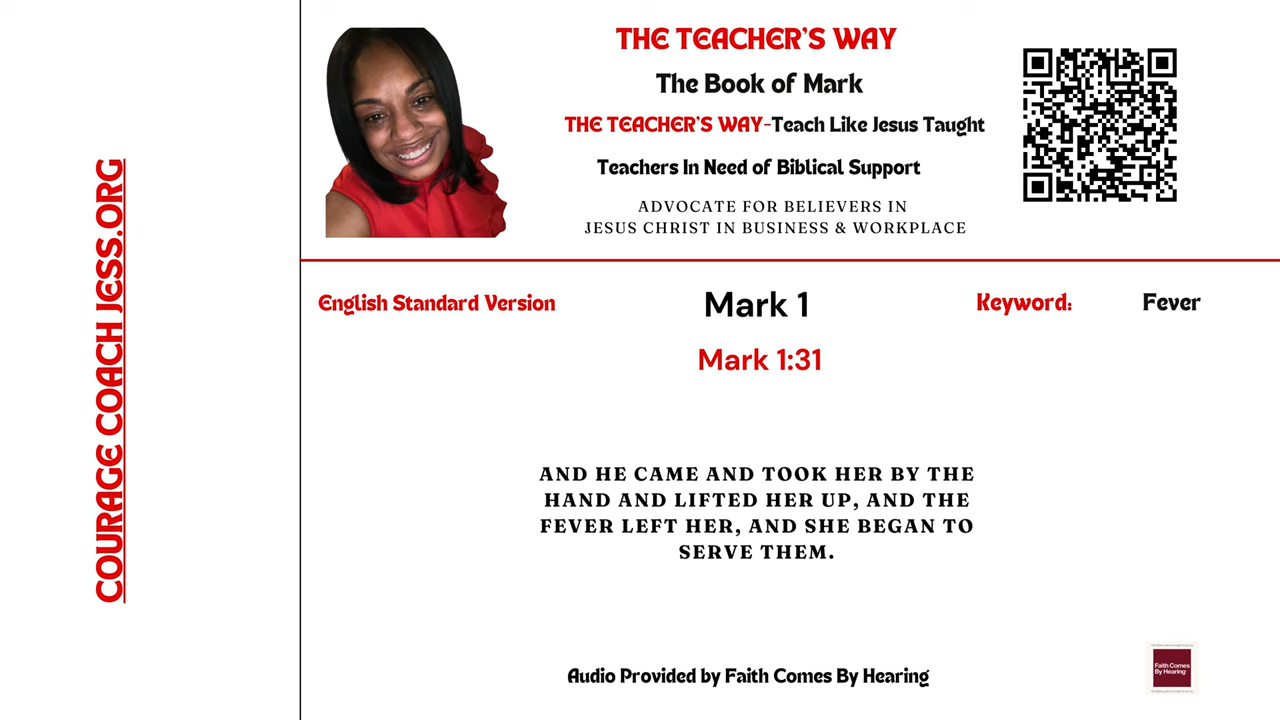 COURAGE COACH JESS.ORG
THE TEACHER'S WAY
The Book of Mark
THE TEACHER'S WAY-Teach Like Jesus Taught
Teachers In Need of Biblical Support
ADVOCATE FOR BELIEVERS IN
JESUS CHRIST IN BUSINESS & WORKPLACE
English Standard Version
Mark 1
Keyword:
Fever
Mark 1:31
AND HE CAME AND TOOK HER BY THE
HAND AND LIFTED HER UP, AND THE
FEVER LEFT HER, AND SHE BEGAN TO
SERVE THEM.
Audio Provided by Faith Comes By Hearing
Faith Comes
By Hearing